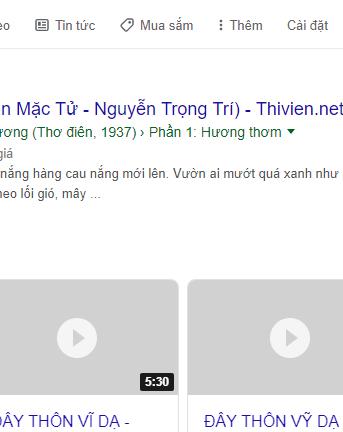 eo Tin tức Mua sắm Thêm Cài đặt
n Mặc Tử - Nguyễn Trọng Trí) - Thivien.net
ương (Thơ điên, 1937) › Phần 1: Hương thơm
giá
nắng hàng cau nắng mới lên. Vườn ai mướt quá xanh như
heo lối gió, mây ...
5:30
ĐÂY THÔN VĨ DẠ -
ĐÂY THÔN VỸ DẠ